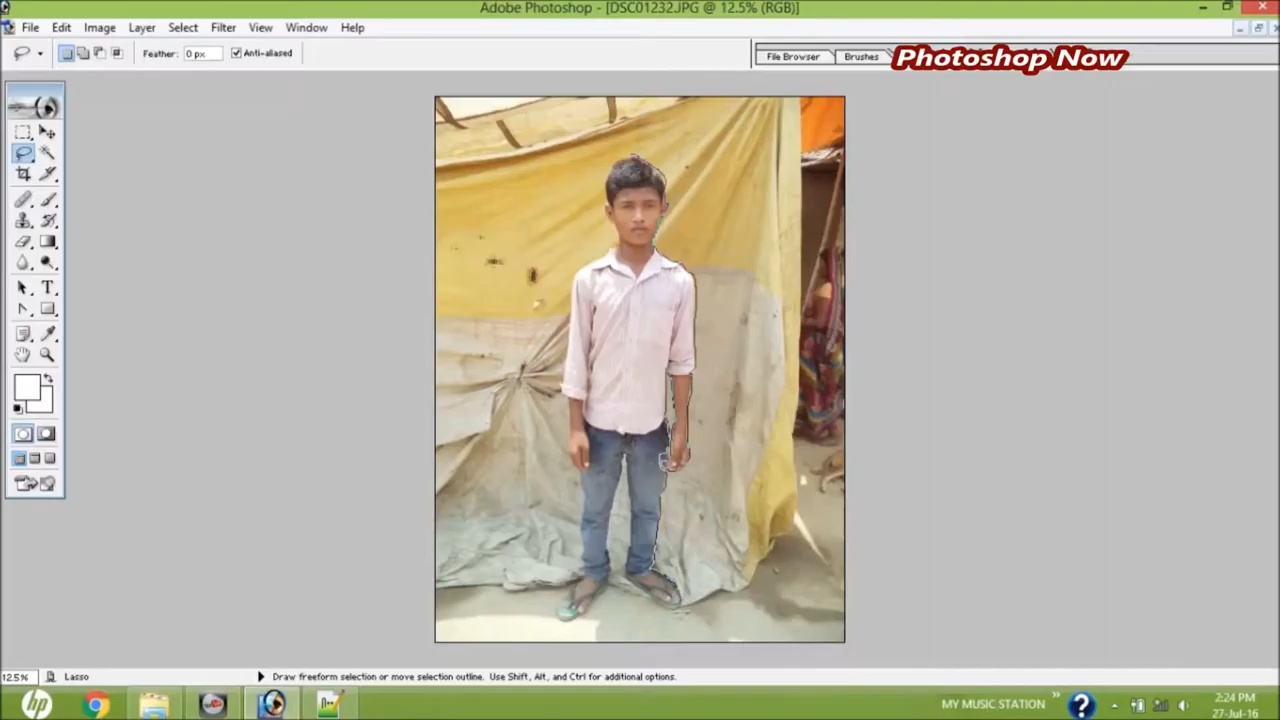 Adobe Photoshop - [DSC01232.JPG @ 12.5% (RGB)]
File Edit Image Layer Select Filter View Window Help
Feather: 0 px Anti-aliased File Browser Brushes Photoshop Now
T
12.5% Lasso Draw freeform selection or move selection outline. Use Shift, Alt, and Ctrl for additional options.
hp MY MUSIC STATION ? 2:24 PM
27-Jul-16